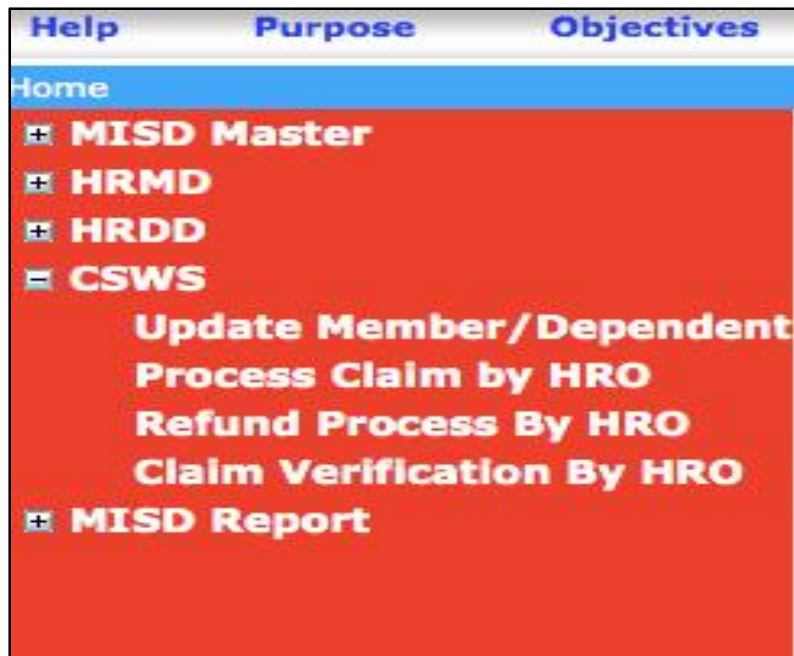 Help Purpose Objectives
Home
MISD Master
HRMD
HRDD
CSWS
Update Member/Dependent
Process Claim by HRO
Refund Process By HRO
Claim Verification By HRO
MISD Report